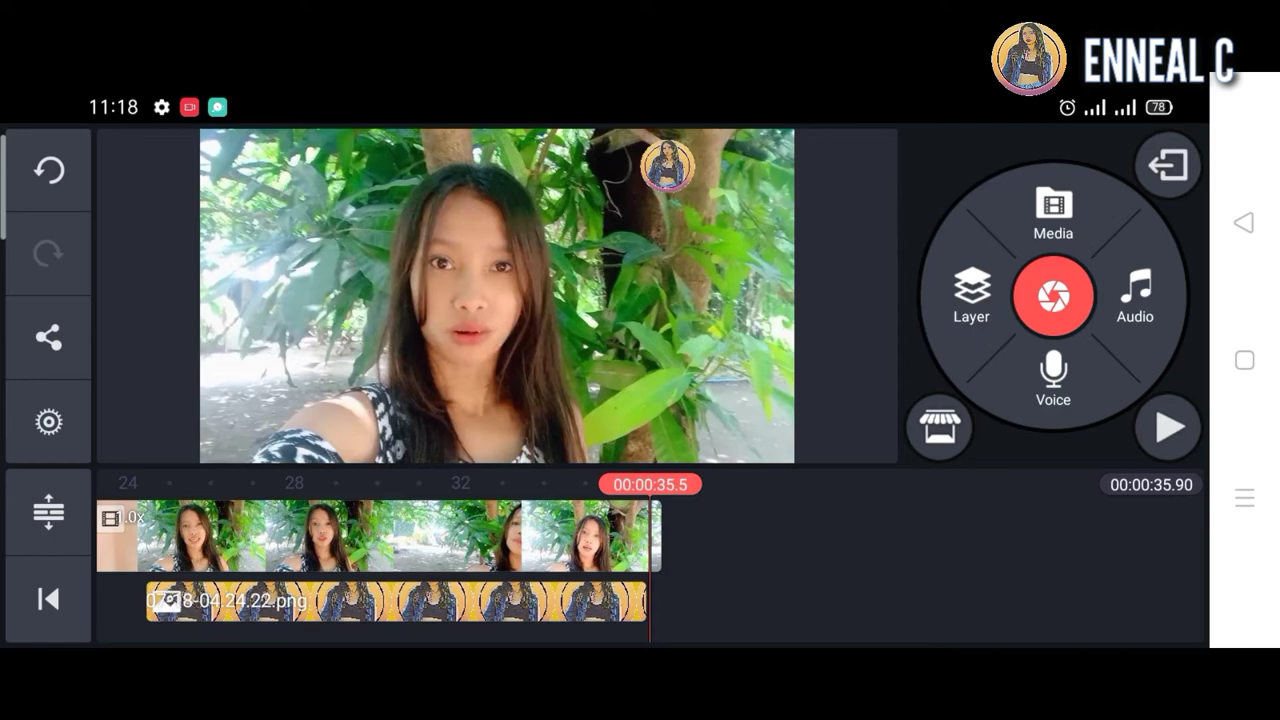 ENNEAL C
11:18
78
Media
Layer
Audio
Voice
24
28
32
00:00:35.5
00:00:35.90
1.0x
18-04.24.22.png